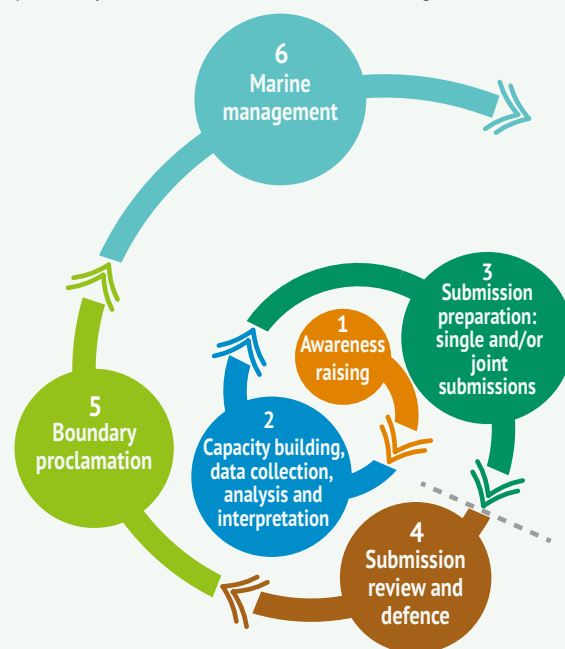 6
Marine
management
3
Submission
preparation:
single and/or
joint
submissions
1
Awareness
raising
2
Capacity building,
data collection,
analysis and
interpretation
5
Boundary
proclamation
4
Submission
review and
defence